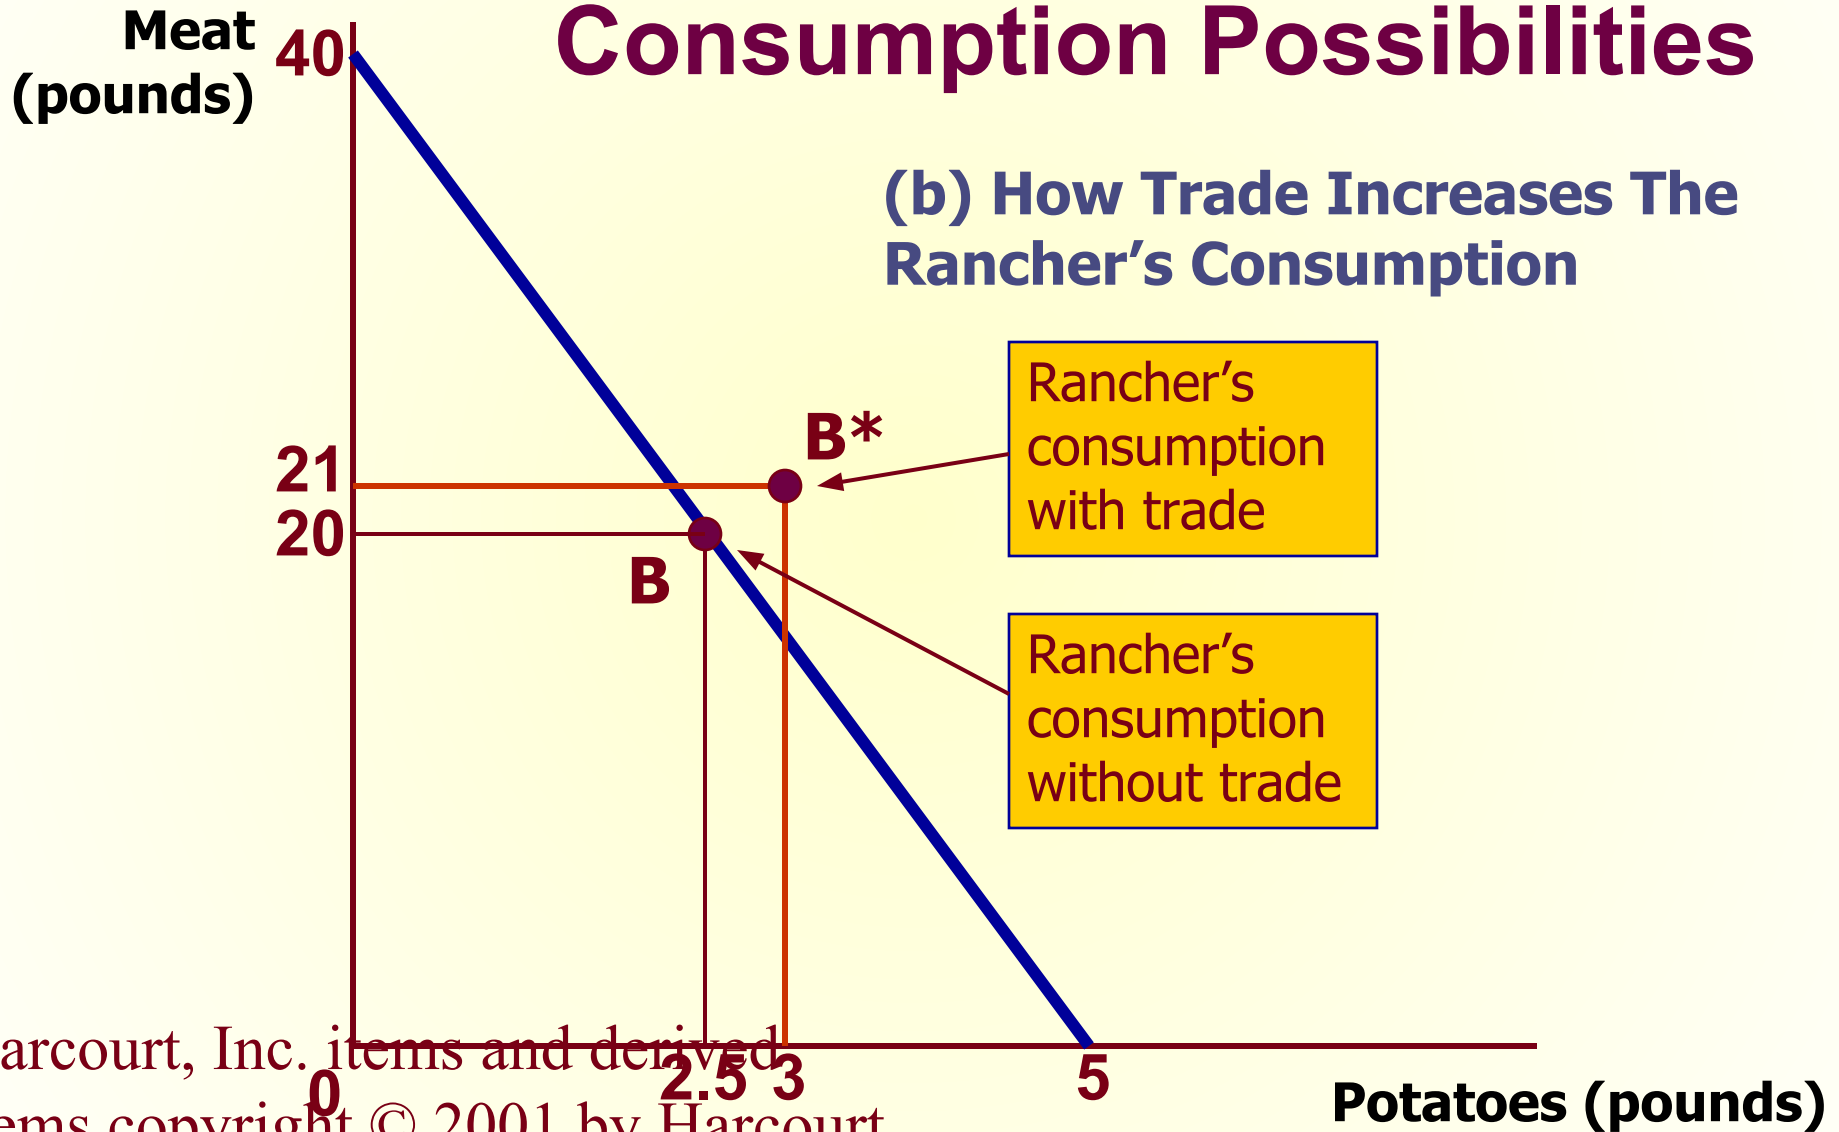 Consumption Possibilities
Meat
(pounds)
40
(b) How Trade Increases The
Rancher’s Consumption
Rancher’s
consumption
with trade
B*
21
20
B
Rancher’s
consumption
without trade
arcourt, Inc. items and derived
0
2.5
3
5
Potatoes (pounds)
ems copyright © 2001 by Harcourt